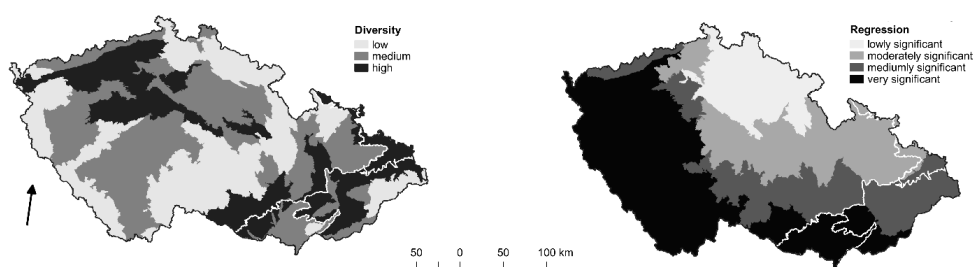 Diversity
low
medium
high
Regression
lowly significant
moderately significant
mediumly significant
very significant
50 0 50 100 km